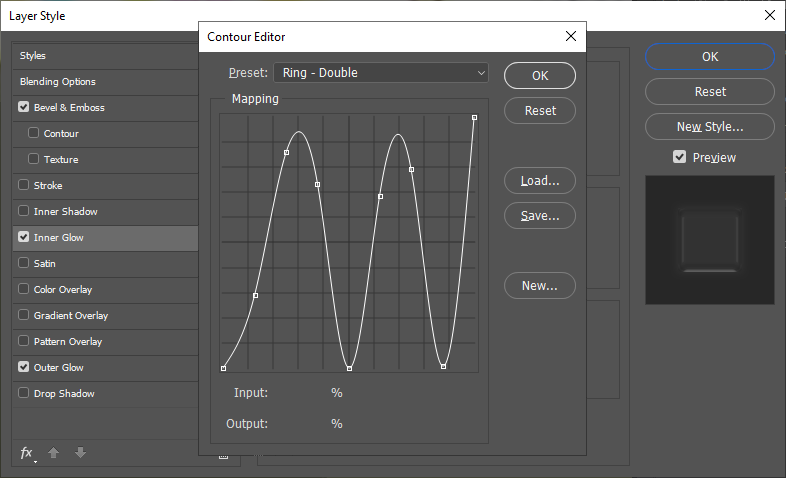 Layer Style
Styles
Blending Options
Bevel & Emboss
Contour
Texture
Stroke
Inner Shadow
Inner Glow
Satin
Color Overlay
Gradient Overlay
Pattern Overlay
Outer Glow
Drop Shadow
fx
Contour Editor
Preset: Ring - Double
Mapping
Input: %
Output: %
OK
Reset
Load...
Save...
New...
OK
Reset
New Style...
Preview